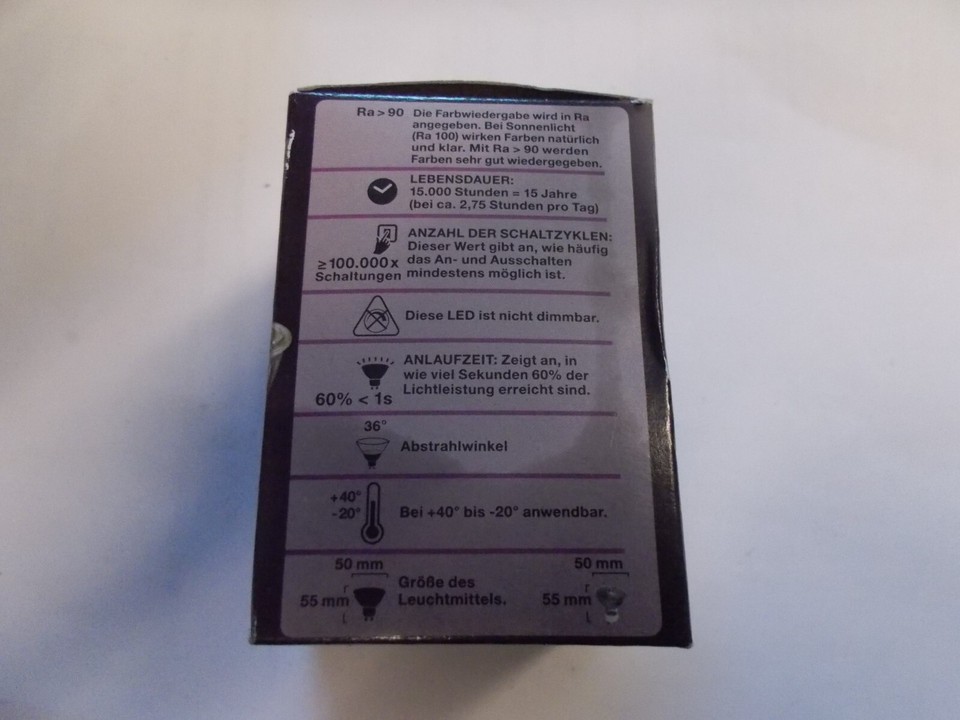 Ra > 90 Die Farbwiedergabe wird in Ra
angegeben. Bei Sonnenlicht
(Ra 100) wirken Farben natürlich
und klar. Mit Ra > 90 werden
Farben sehr gut wiedergegeben.
LEBENSDAUER:
15.000 Stunden = 15 Jahre
(bei ca. 2,75 Stunden pro Tag)
ANZAHL DER SCHALTZYKLEN:
Dieser Wert gibt an, wie häufig
das An- und Ausschalten
mindestens möglich ist.
≥100.000x
Schaltungen
Diese LED ist nicht dimmbar.
ANLAUFZEIT: Zeigt an, in
wie viel Sekunden 60% der
Lichtleistung erreicht sind.
60% < 1s
36°
Abstrahlwinkel
+40°
-20°
Bei +40° bis -20° anwendbar.
50 mm
55 mm
Größe des
Leuchtmittels.
50 mm
55 mm